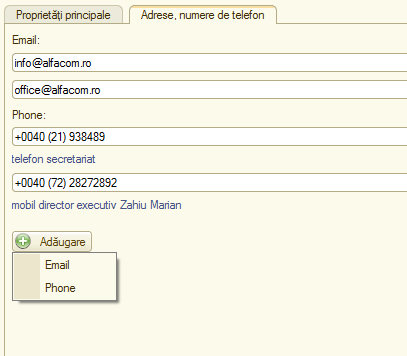 Proprietăți principale
Adrese, numere de telefon
Email:
info@alfacom.ro
office@alfacom.ro
Phone:
+0040 (21) 938489
telefon secretariat
+0040 (72) 28272892
mobil director executiv Zahiu Marian
Adăugare
Email
Phone